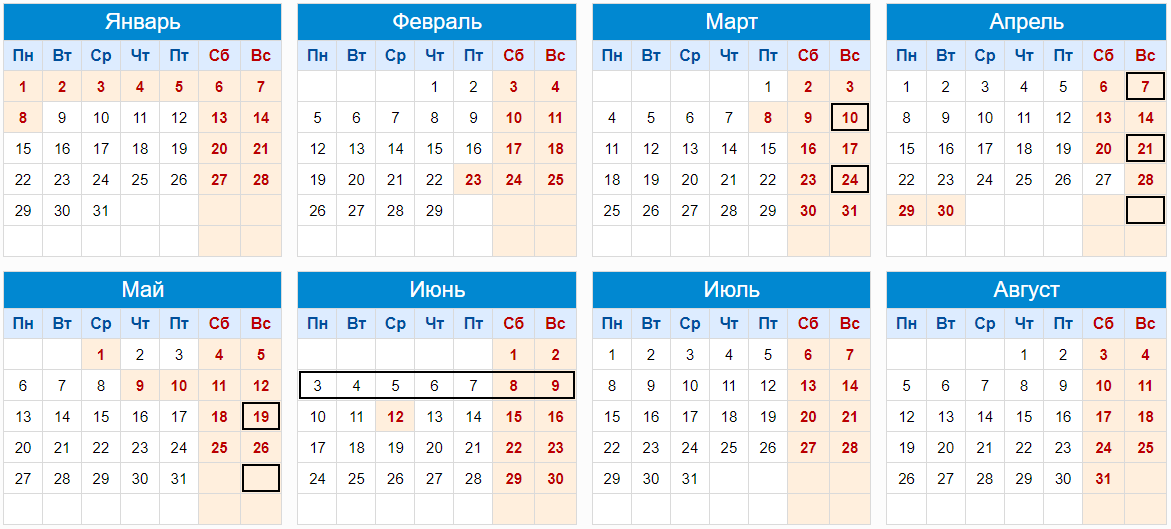 Январь Февраль Март Апрель
Пн Вт Ср Чт Пт Сб Вс Пн Вт Ср Чт Пт Сб Вс Пн Вт Ср Чт Пт Сб Вс Пн Вт Ср Чт Пт Сб Вс
1 2 3 4 5 6 7 1 2 3 4 1 2 3 1 2 3 4 5 6 7
8 9 10 11 12 13 14 5 6 7 8 9 10 11 4 5 6 7 8 9 10 8 9 10 11 12 13 14
15 16 17 18 19 20 21 12 13 14 15 16 17 18 11 12 13 14 15 16 17 15 16 17 18 19 20 21
22 23 24 25 26 27 28 19 20 21 22 23 24 25 18 19 20 21 22 23 24 22 23 24 25 26 27 28
29 30 31 26 27 28 29 25 26 27 28 29 30 31 29 30
Май Июнь Июль Август
Пн Вт Ср Чт Пт Сб Вс Пн Вт Ср Чт Пт Сб Вс Пн Вт Ср Чт Пт Сб Вс Пн Вт Ср Чт Пт Сб Вс
1 2 3 4 5 1 2 1 2 3 4 5 6 7 1 2 3 4
6 7 8 9 10 11 12 3 4 5 6 7 8 9 8 9 10 11 12 13 14 5 6 7 8 9 10 11
13 14 15 16 17 18 19 10 11 12 13 14 15 16 15 16 17 18 19 20 21 12 13 14 15 16 17 18
20 21 22 23 24 25 26 17 18 19 20 21 22 23 22 23 24 25 26 27 28 19 20 21 22 23 24 25
27 28 29 30 31 24 25 26 27 28 29 30 29 30 31 26 27 28 29 30 31